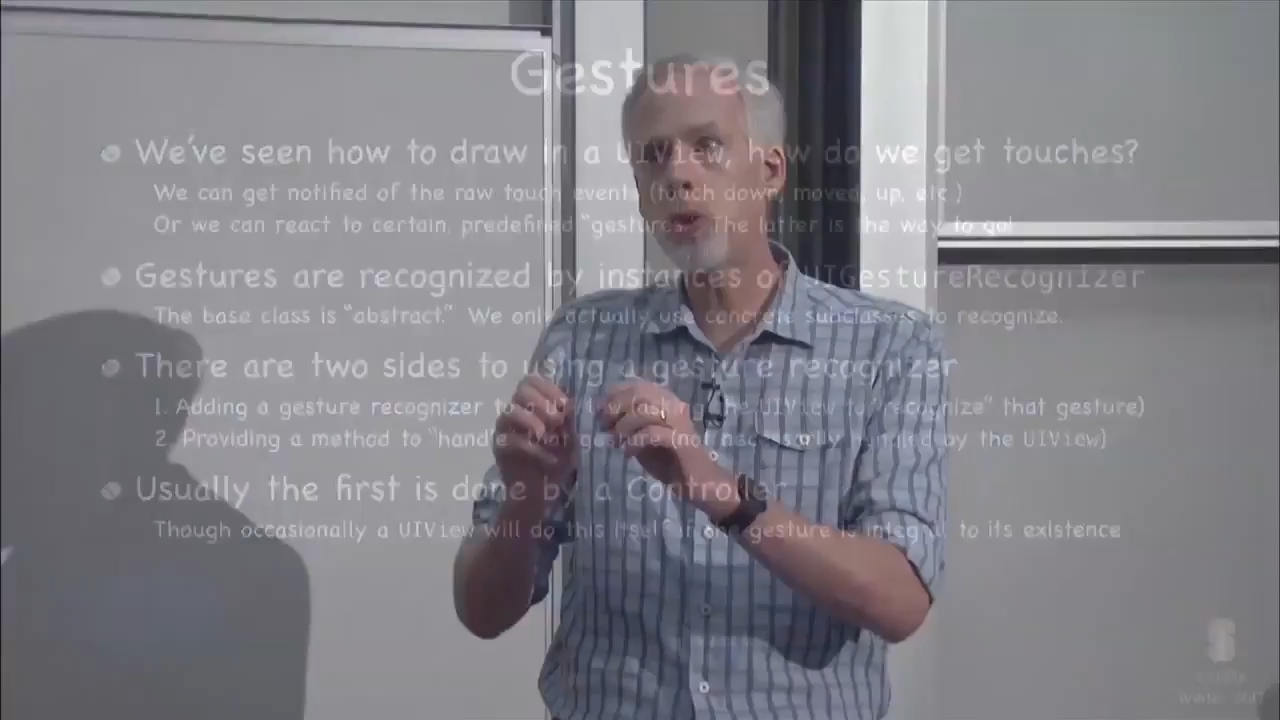 Gestures
We've seen how to draw in a UIView, how do we get touches?
We can get notified of the raw touch events (touch down, moved, up, etc.)
Or we can react to certain, predefined "gestures." The latter is the way to go!
Gestures are recognized by instances of UIGestureRecognizer
The base class is "abstract." We only actually use concrete subclasses to recognize.
There are two sides to using a gesture recognizer
1. Adding a gesture recognizer to a UIView (asking the UIView to "recognize" that gesture)
2. Providing a method to "handle" that gesture (not necessarily handled by the UIView)
Usually the first is done by a Controller
Though occasionally a UIView will do this itself if the gesture is integral to its existence
Winter 2017